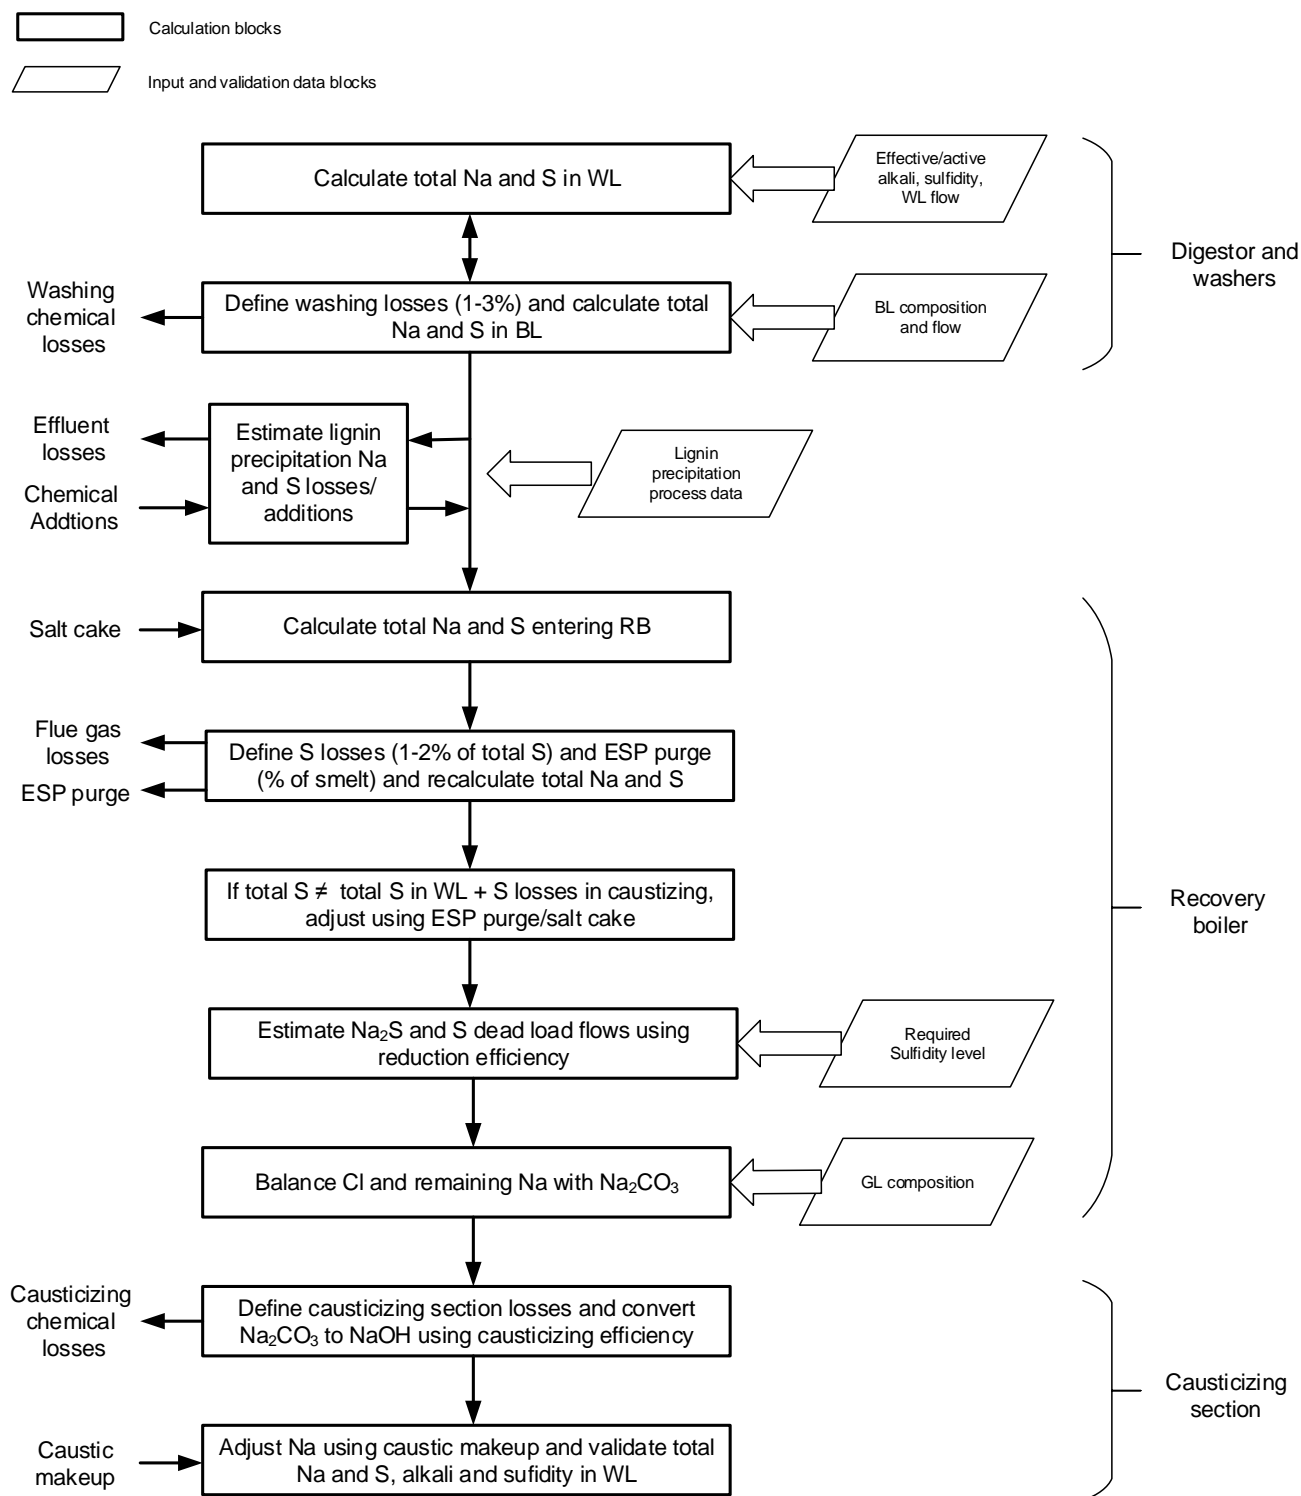 Calculation blocks
Input and validation data blocks
Calculate total Na and S in WL
Effective/active
alkali, sulfidity,
WL flow
Digestor and
washers
Washing
chemical
losses
Define washing losses (1-3%) and calculate total
Na and S in BL
BL composition
and flow
Effluent
losses
Chemical
Addtions
Estimate lignin
precipitation Na
and S losses/
additions
Lignin
precipitation
process data
Salt cake
Calculate total Na and S entering RB
Flue gas
losses
ESP purge
Define S losses (1-2% of total S) and ESP purge
(% of smelt) and recalculate total Na and S
If total S ≠ total S in WL + S losses in caustizing,
adjust using ESP purge/salt cake
Recovery
boiler
Estimate Na₂S and S dead load flows using
reduction efficiency
Required
Sulfidity level
Balance Cl and remaining Na with Na₂CO₃
GL composition
Causticizing
chemical
losses
Define causticizing section losses and convert
Na₂CO₃ to NaOH using causticizing efficiency
Causticizing
section
Caustic
makeup
Adjust Na using caustic makeup and validate total
Na and S, alkali and sufidity in WL